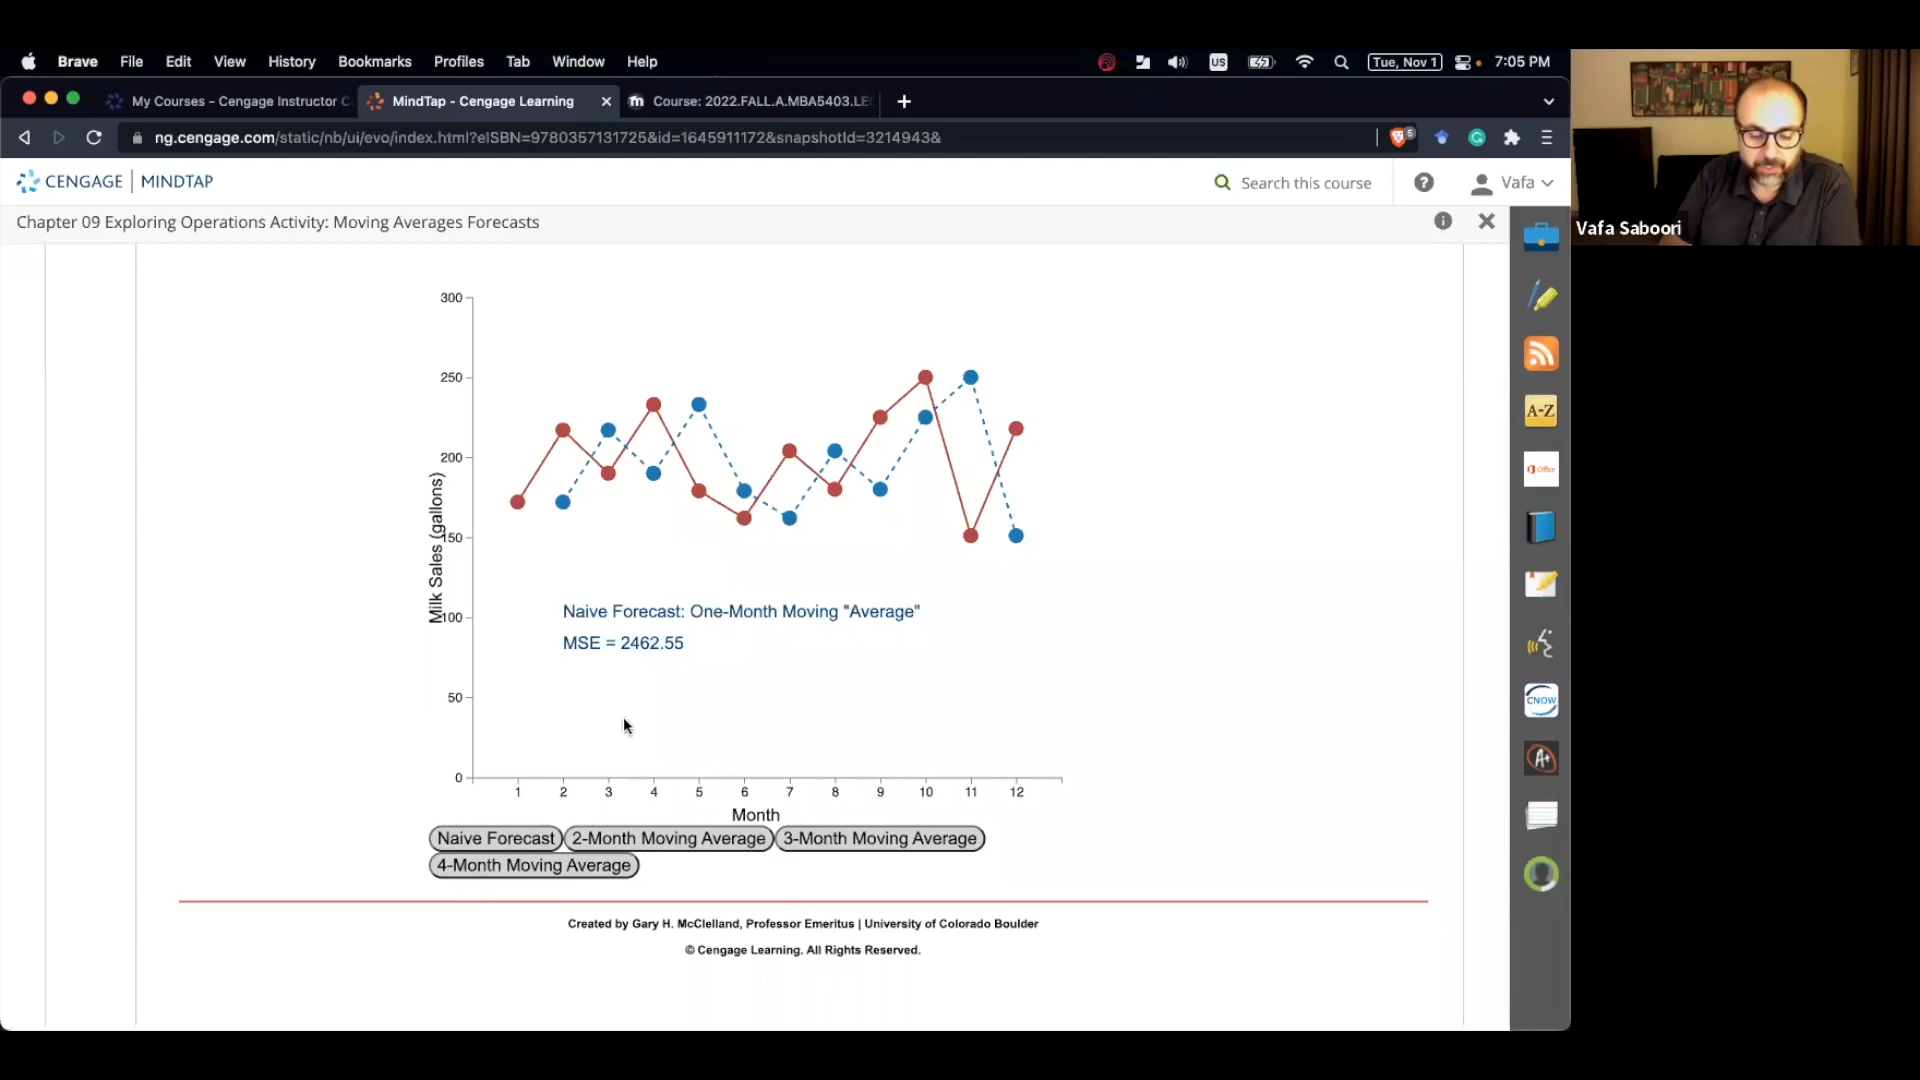 Brave File Edit View History Bookmarks Profiles Tab Window Help US Tue, Nov 1 7:05 PM
My Courses - Cengage Instructor C MindTap - Cengage Learning Course: 2022.FALL.A.MBA5403.LE
ng.cengage.com/static/nb/ui/evo/index.html?eISBN=9780357131725&id=1645911172&snapshotId=3214943& 5
CENGAGE MINDTAP Search this course Vafa
Chapter 09 Exploring Operations Activity: Moving Averages Forecasts
Vafa Saboori
300
250
200
150
100
50
0
Milk Sales (gallons)
Naive Forecast: One-Month Moving "Average"
MSE = 2462.55
1 2 3 4 5 6 7 8 9 10 11 12
Month
Naive Forecast 2-Month Moving Average 3-Month Moving Average
4-Month Moving Average
Created by Gary H. McClelland, Professor Emeritus | University of Colorado Boulder
© Cengage Learning. All Rights Reserved.
A-Z
Office
CNOW
A+